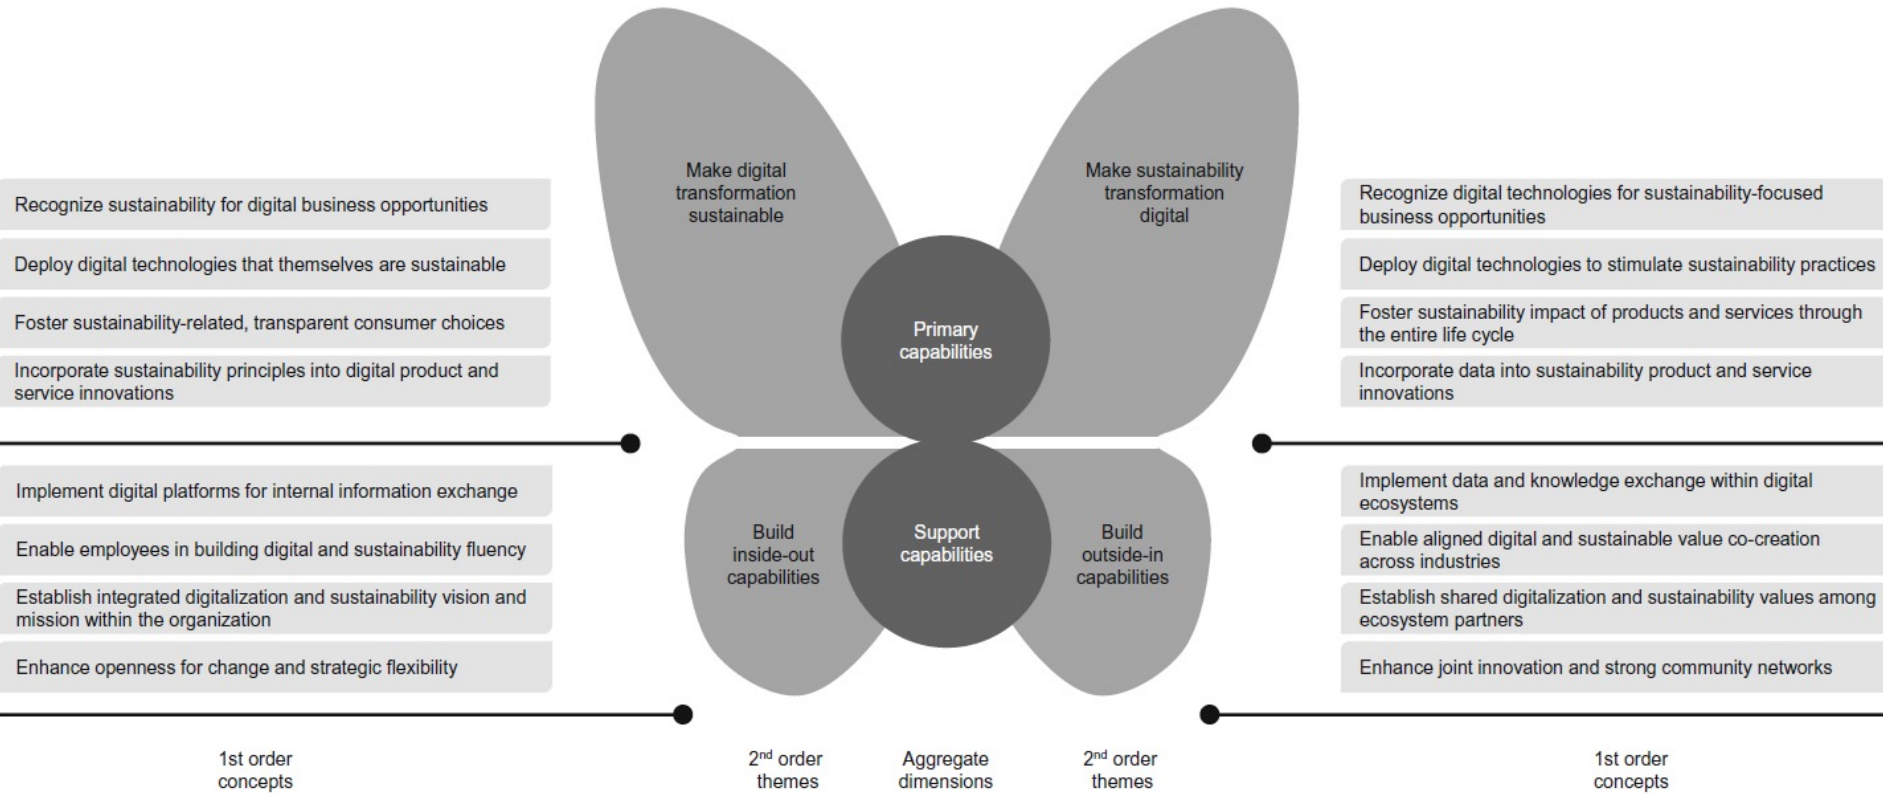 Make digital
transformation
sustainable
Make sustainability
transformation
digital
Recognize sustainability for digital business opportunities
Deploy digital technologies that themselves are sustainable
Foster sustainability-related, transparent consumer choices
Incorporate sustainability principles into digital product and
service innovations
Primary
capabilities
Recognize digital technologies for sustainability-focused
business opportunities
Deploy digital technologies to stimulate sustainability practices
Foster sustainability impact of products and services through
the entire life cycle
Incorporate data into sustainability product and service
innovations
Implement digital platforms for internal information exchange
Enable employees in building digital and sustainability fluency
Establish integrated digitalization and sustainability vision and
mission within the organization
Enhance openness for change and strategic flexibility
Build
inside-out
capabilities
Support
capabilities
Build
outside-in
capabilities
Implement data and knowledge exchange within digital
ecosystems
Enable aligned digital and sustainable value co-creation
across industries
Establish shared digitalization and sustainability values among
ecosystem partners
Enhance joint innovation and strong community networks
1st order
concepts
2nd order
themes
Aggregate
dimensions
2nd order
themes
1st order
concepts